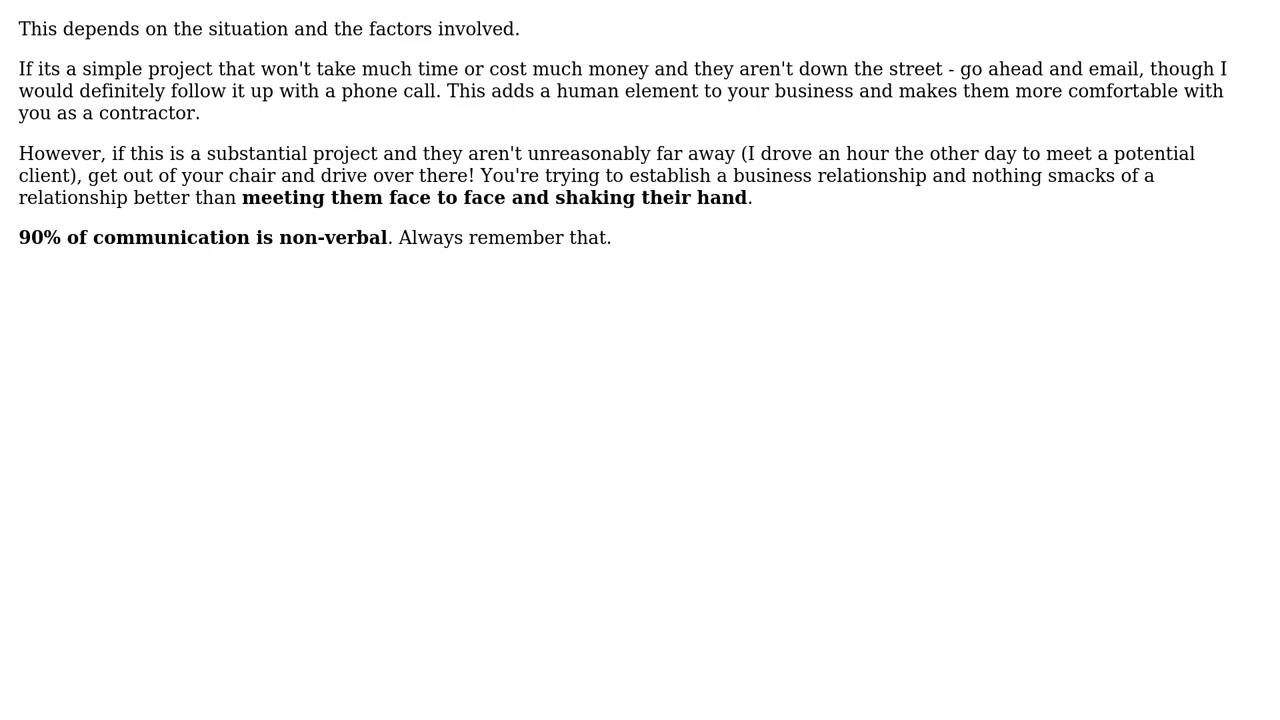 This depends on the situation and the factors involved.
If its a simple project that won't take much time or cost much money and they aren't down the street - go ahead and email, though I
would definitely follow it up with a phone call. This adds a human element to your business and makes them more comfortable with
you as a contractor.
However, if this is a substantial project and they aren't unreasonably far away (I drove an hour the other day to meet a potential
client), get out of your chair and drive over there! You're trying to establish a business relationship and nothing smacks of a
relationship better than meeting them face to face and shaking their hand.
90% of communication is non-verbal. Always remember that.